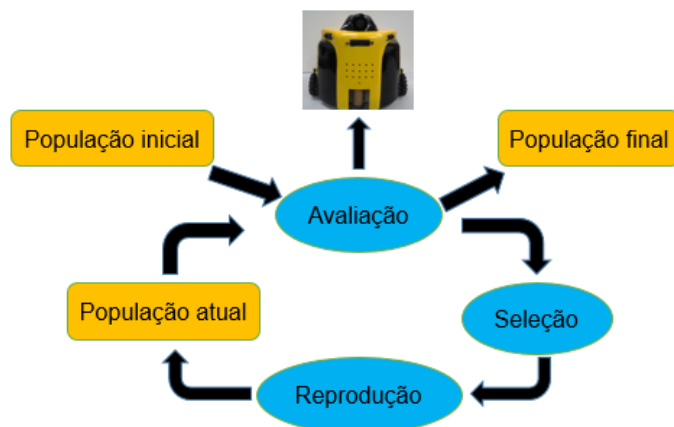 População inicial
População final
Avaliação
População atual
Seleção
Reprodução